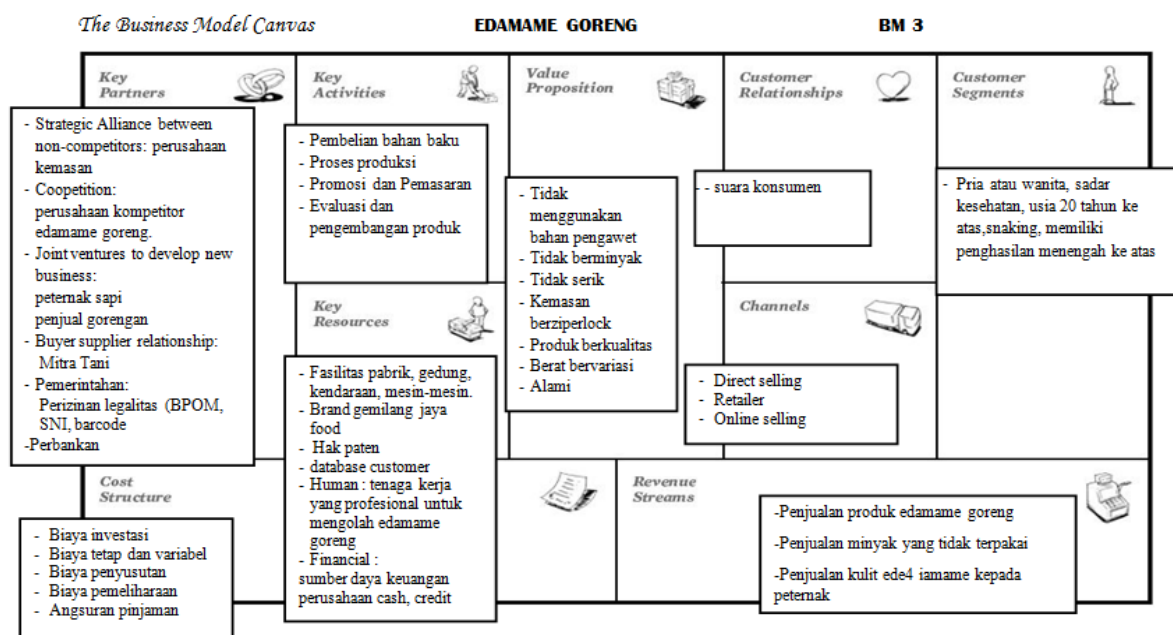 The Business Model Canvas
EDAMAME GORENG
BM 3
Key
Partners
- Strategic Alliance between
non-competitors: perusahaan
kemasan
- Coopetition:
perusahaan kompetitor
edamame goreng.
- Joint ventures to develop new
business:
peternak sapi
penjual gorengan
- Buyer supplier relationship:
Mitra Tani
- Pemerintahan:
Perizinan legalitas (BPOM,
SNI, barcode
-Perbankan
Key
Activities
- Pembelian bahan baku
- Proses produksi
- Promosi dan Pemasaran
- Evaluasi dan
pengembangan produk
Key
Resources
- Fasilitas pabrik, gedung,
kendaraan, mesin-mesin.
- Brand gemilang jaya
food
- Hak paten
- database customer
- Human : tenaga kerja
yang profesional untuk
mengolah edamame
goreng
- Financial :
sumber daya keuangan
perusahaan cash, credit
Value
Proposition
- Tidak
menggunakan
bahan pengawet
- Tidak berminyak
- Tidak serik
- Kemasan
berziperlock
- Produk berkualitas
- Berat bervariasi
- Alami
Customer
Relationships
- - suara konsumen
Channels
- Direct selling
- Retailer
- Online selling
Customer
Segments
- Pria atau wanita, sadar
kesehatan, usia 20 tahun ke
atas,snaking, memiliki
penghasilan menengah ke atas
Cost
Structure
- Biaya investasi
- Biaya tetap dan variabel
- Biaya penyusutan
- Biaya pemeliharaan
- Angsuran pinjaman
Revenue
Streams
-Penjualan produk edamame goreng
-Penjualan minyak yang tidak terpakai
-Penjualan kulit ede4 iamame kepada
peternak